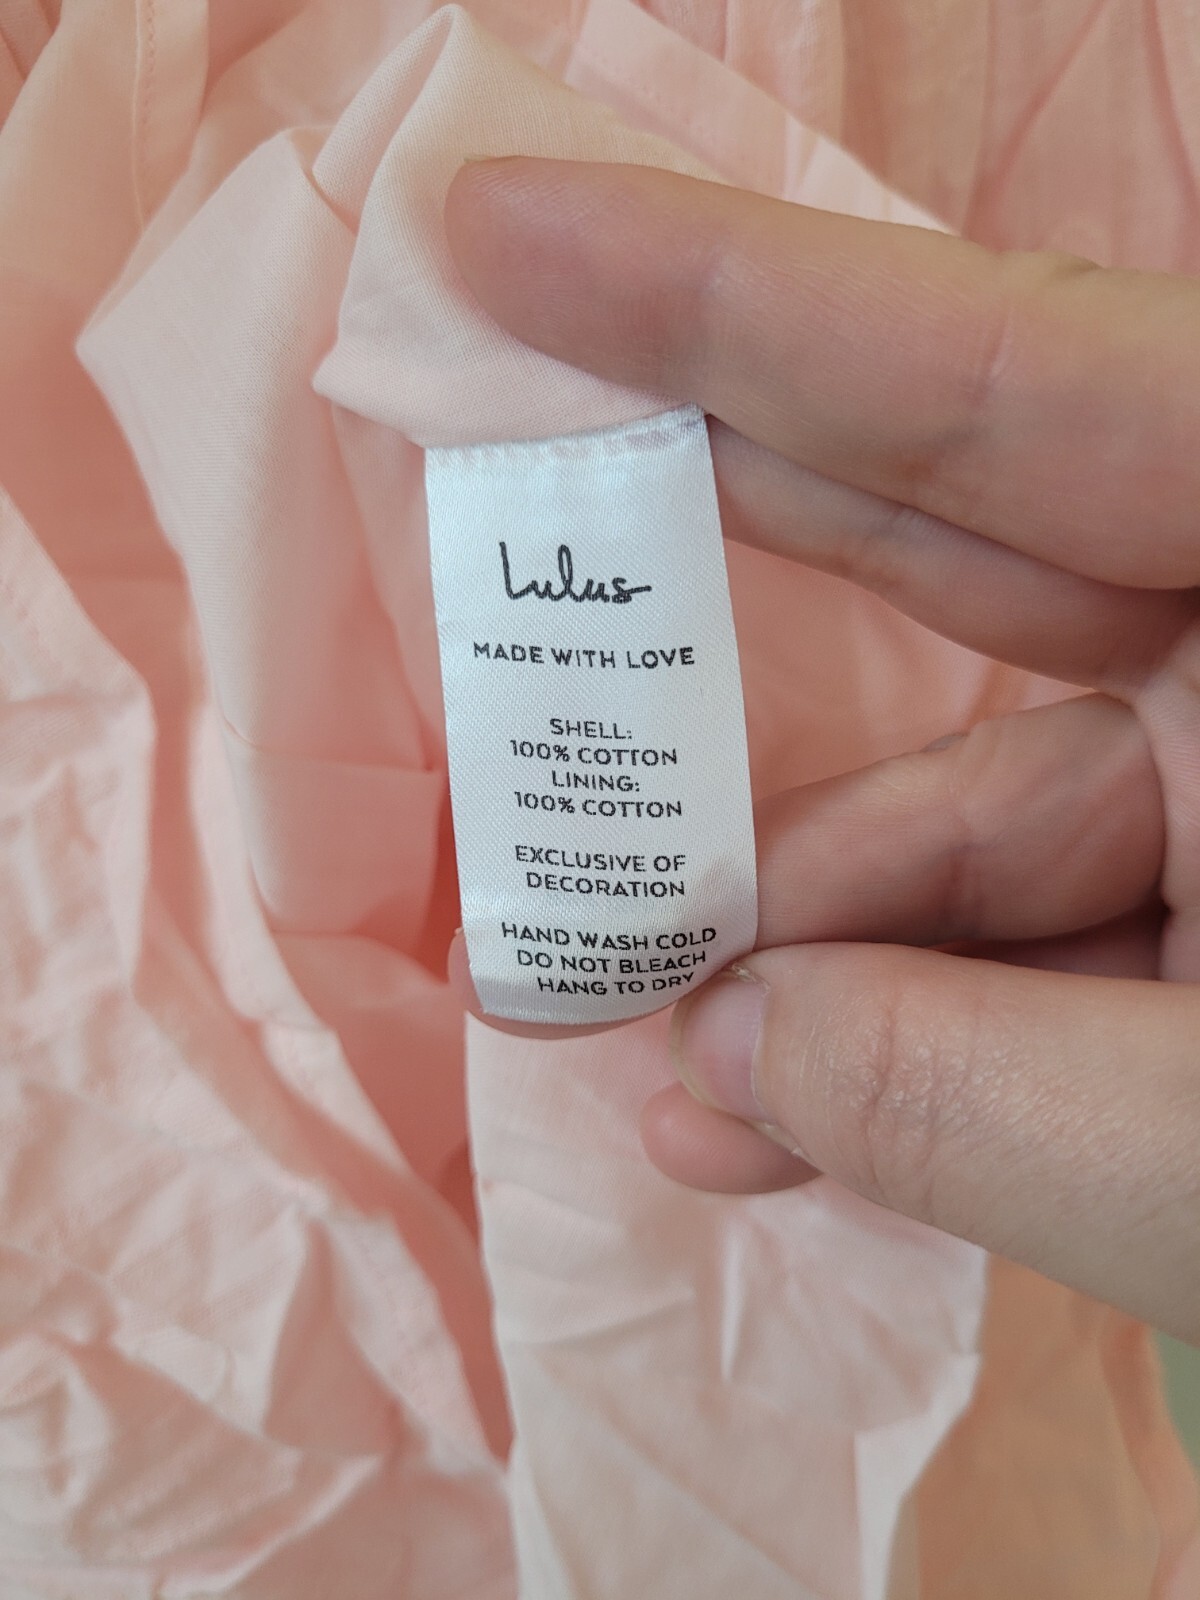 Lulus
MADE WITH LOVE
SHELL:
100% COTTON
LINING:
100% COTTON
EXCLUSIVE OF
DECORATION
HAND WASH COLD
DO NOT BLEACH
HANG TO DRY